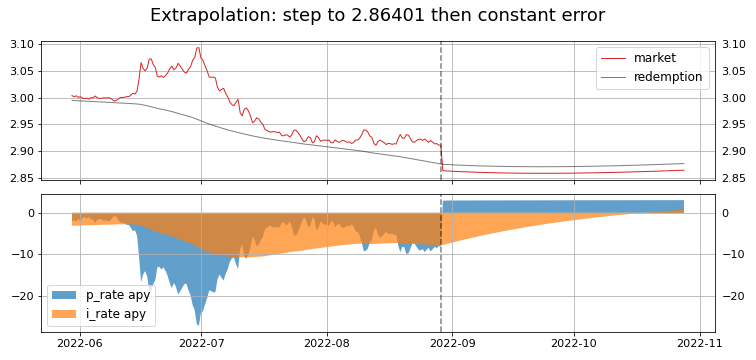 Extrapolation: step to 2.86401 then constant error
3.10 3.10
3.05 3.05
3.00 3.00
2.95 2.95
2.90 2.90
2.85 2.85
market
redemption
0 0
−10 −10
−20 −20
p_rate apy
i_rate apy
2022-06 2022-07 2022-08 2022-09 2022-10 2022-11